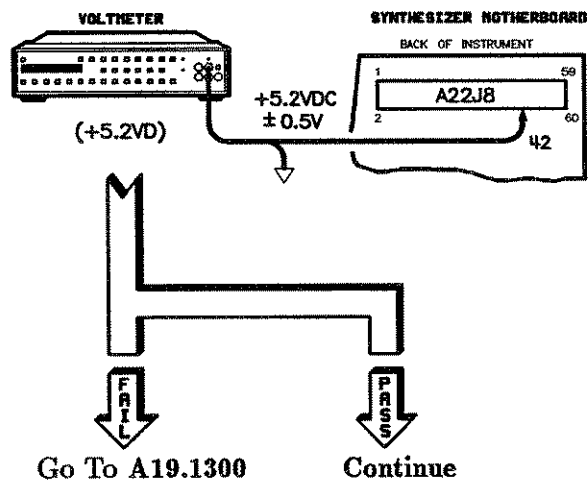 VOLTMETER
SYNTHESIZER MOTHERBOARD
BACK OF INSTRUMENT
1
59
A22J8
2
60
+5.2VDC
± 0.5V
(+5.2VD)
42
FAIL
PASS
Go To A19.1300
Continue